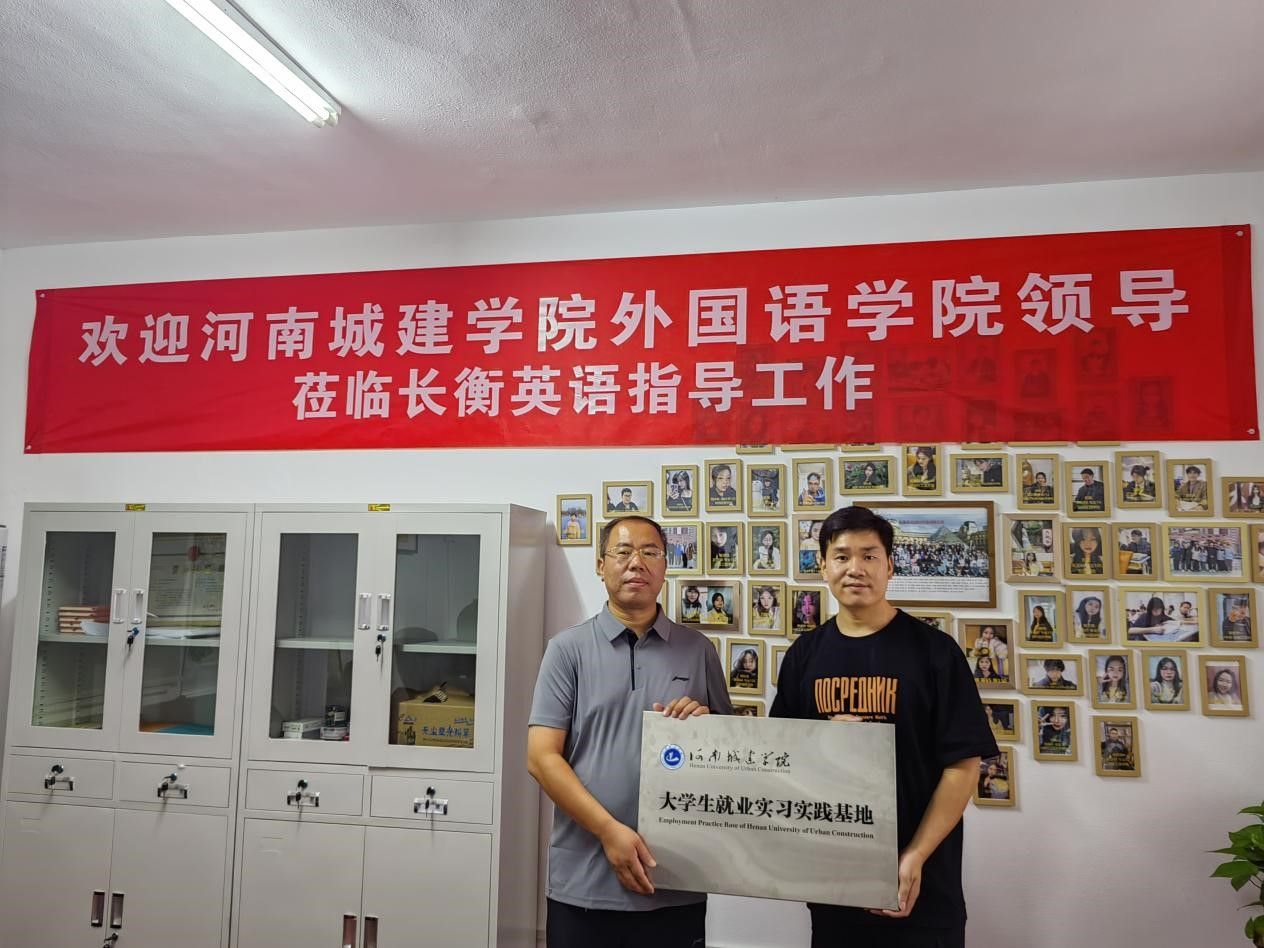 欢迎河南城建学院外国语学院领导
莅临长衡英语指导工作
ПОСРЕДНИК
河南城建学院
Henan University of Urban Construction
大学生就业实习实践基地
Employment Practice Base of Henan University of Urban Construction